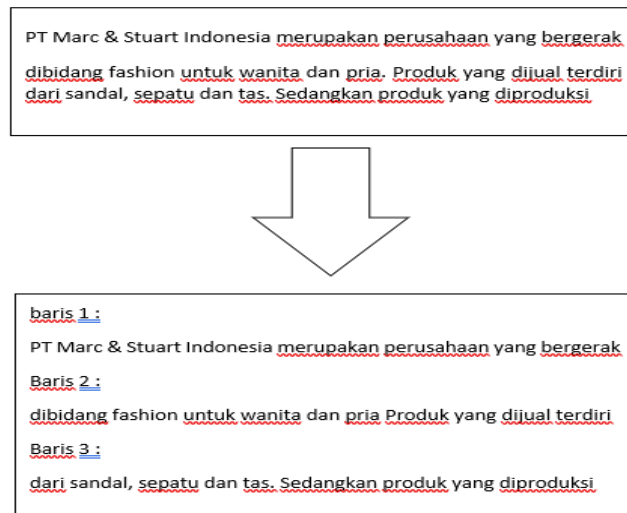 PT Marc & Stuart Indonesia merupakan perusahaan yang bergerak
dibidang fashion untuk wanita dan pria. Produk yang dijual terdiri
dari sandal, sepatu dan tas. Sedangkan produk yang diproduksi
baris 1 :
PT Marc & Stuart Indonesia merupakan perusahaan yang bergerak
Baris 2 :
dibidang fashion untuk wanita dan pria Produk yang dijual terdiri
Baris 3 :
dari sandal, sepatu dan tas. Sedangkan produk yang diproduksi